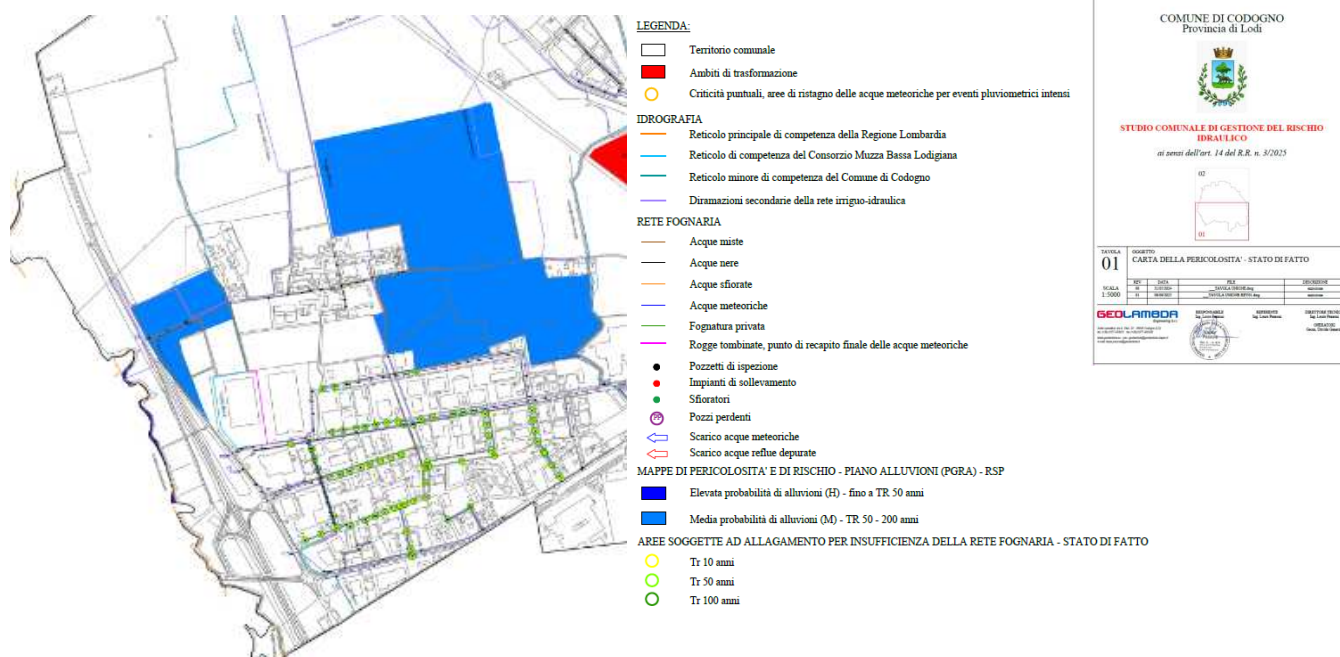 LEGENDA:
Territorio comunale
Ambiti di trasformazione
Criticità puntuali, aree di ristagno delle acque meteoriche per eventi pluviometrici intensi
IDROGRAFIA
Reticolo principale di competenza della Regione Lombardia
Reticolo di competenza del Consorzio Muzza Bassa Lodigiana
Reticolo minore di competenza del Comune di Codogno
Diramazioni secondarie della rete irriguo-idraulica
RETE FOGNARIA
Acque miste
Acque nere
Acque sfiorate
Acque meteoriche
Fognatura privata
Rogge tombinate, punto di recapito finale delle acque meteoriche
Pozzetti di ispezione
Impianti di sollevamento
Sfioratori
Pozzi perdenti
Scarico acque meteoriche
Scarico acque reflue depurate
MAPPE DI PERICOLOSITA' E DI RISCHIO - PIANO ALLUVIONI (PGRA) - RSP
Elevata probabilità di alluvioni (H) - fino a TR 50 anni
Media probabilità di alluvioni (M) - TR 50 - 200 anni
AREE SOGGETTE AD ALLAGAMENTO PER INSUFFICIENZA DELLA RETE FOGNARIA - STATO DI FATTO
Tr 10 anni
Tr 50 anni
Tr 100 anni
COMUNE DI CODOGNO
Provincia di Lodi
STUDIO COMUNALE DI GESTIONE DEL RISCHIO
IDRAULICO
ai sensi dell'art. 14 del R.R. n. 3/2025
02
01
TAVOLA
01
OGGETTO
CARTA DELLA PERICOLOSITA' - STATO DI FATTO
SCALA
1:5000
REV
DATA
FILE
DESCRIZIONE
GEOLAMBDA